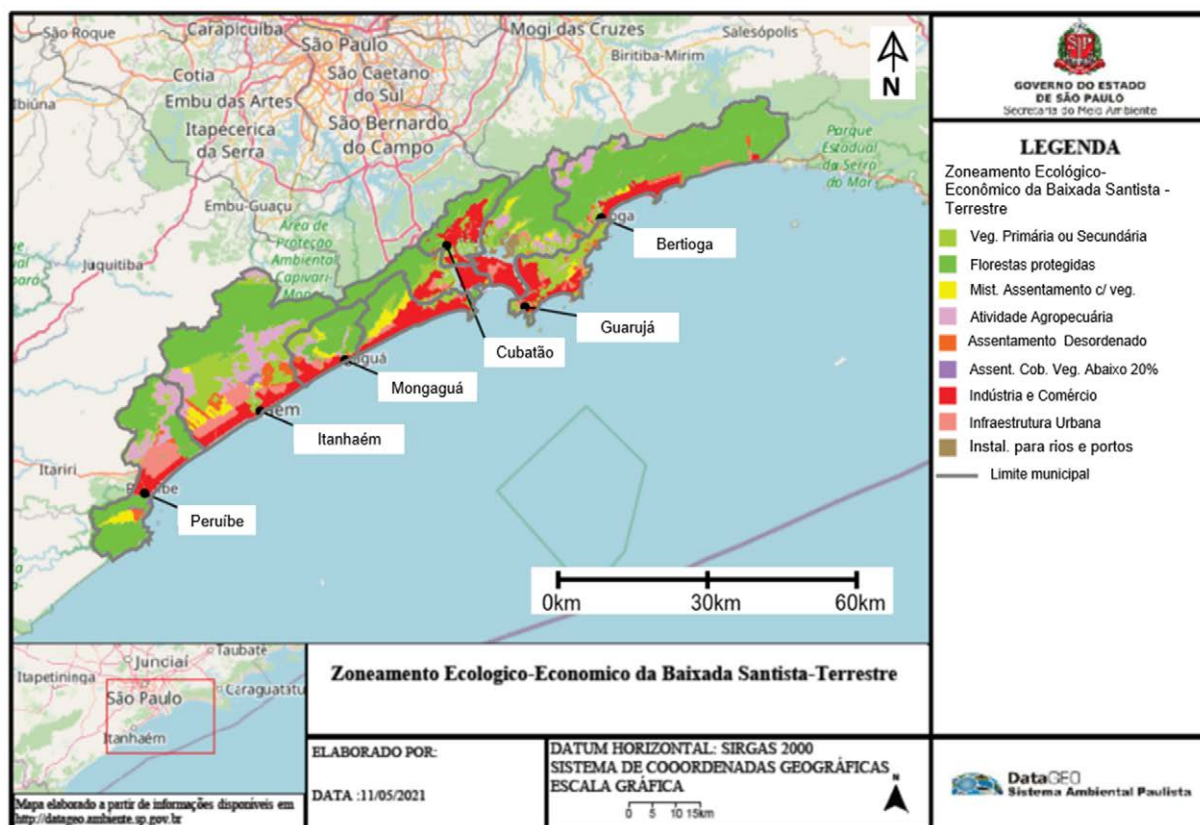 São Roque
Carapicuiba
São Paulo
Mogi das Cruzes
Salesópolis
Biritiba-Mirim
Cotia
São Caetano
do Sul
Ibiúna
Embu das Artes
São Bernardo
do Campo
Itapecerica
da Serra
Embu-Guaçu
Parque
Estadual
da Serra
do Mar
Área de
Proteção
Ambiental
Capivari-
Juquitiba
Itariri
N
Bertioga
Guarujá
Cubatão
Mongaguá
Itanhaém
Peruíbe
0km
30km
60km
GOVERNO DO ESTADO
DE SÃO PAULO
Secretaria do Meio Ambiente
LEGENDA
Zoneamento Ecológico-
Econômico da Baixada Santista -
Terrestre
Veg. Primária ou Secundária
Florestas protegidas
Mist. Assentamento c/ veg.
Atividade Agropecuária
Assentamento Desordenado
Assent. Cob. Veg. Abaixo 20%
Indústria e Comércio
Infraestrutura Urbana
Instal. para rios e portos
Limite municipal
Jundiaí
Taubaté
Itapetininga
São Paulo
Caraguatatu
Itanhaém
Mapa elaborado a partir de informações disponíveis em
http://datageo.ambiente.sp.gov.br
Zoneamento Ecologico-Economico da Baixada Santista-Terrestre
ELABORADO POR:
DATA :11/05/2021
DATUM HORIZONTAL: SIRGAS 2000
SISTEMA DE COOORDENADAS GEOGRÁFICAS
ESCALA GRÁFICA
0 5 10 15km
N
DataGEO
Sistema Ambiental Paulista